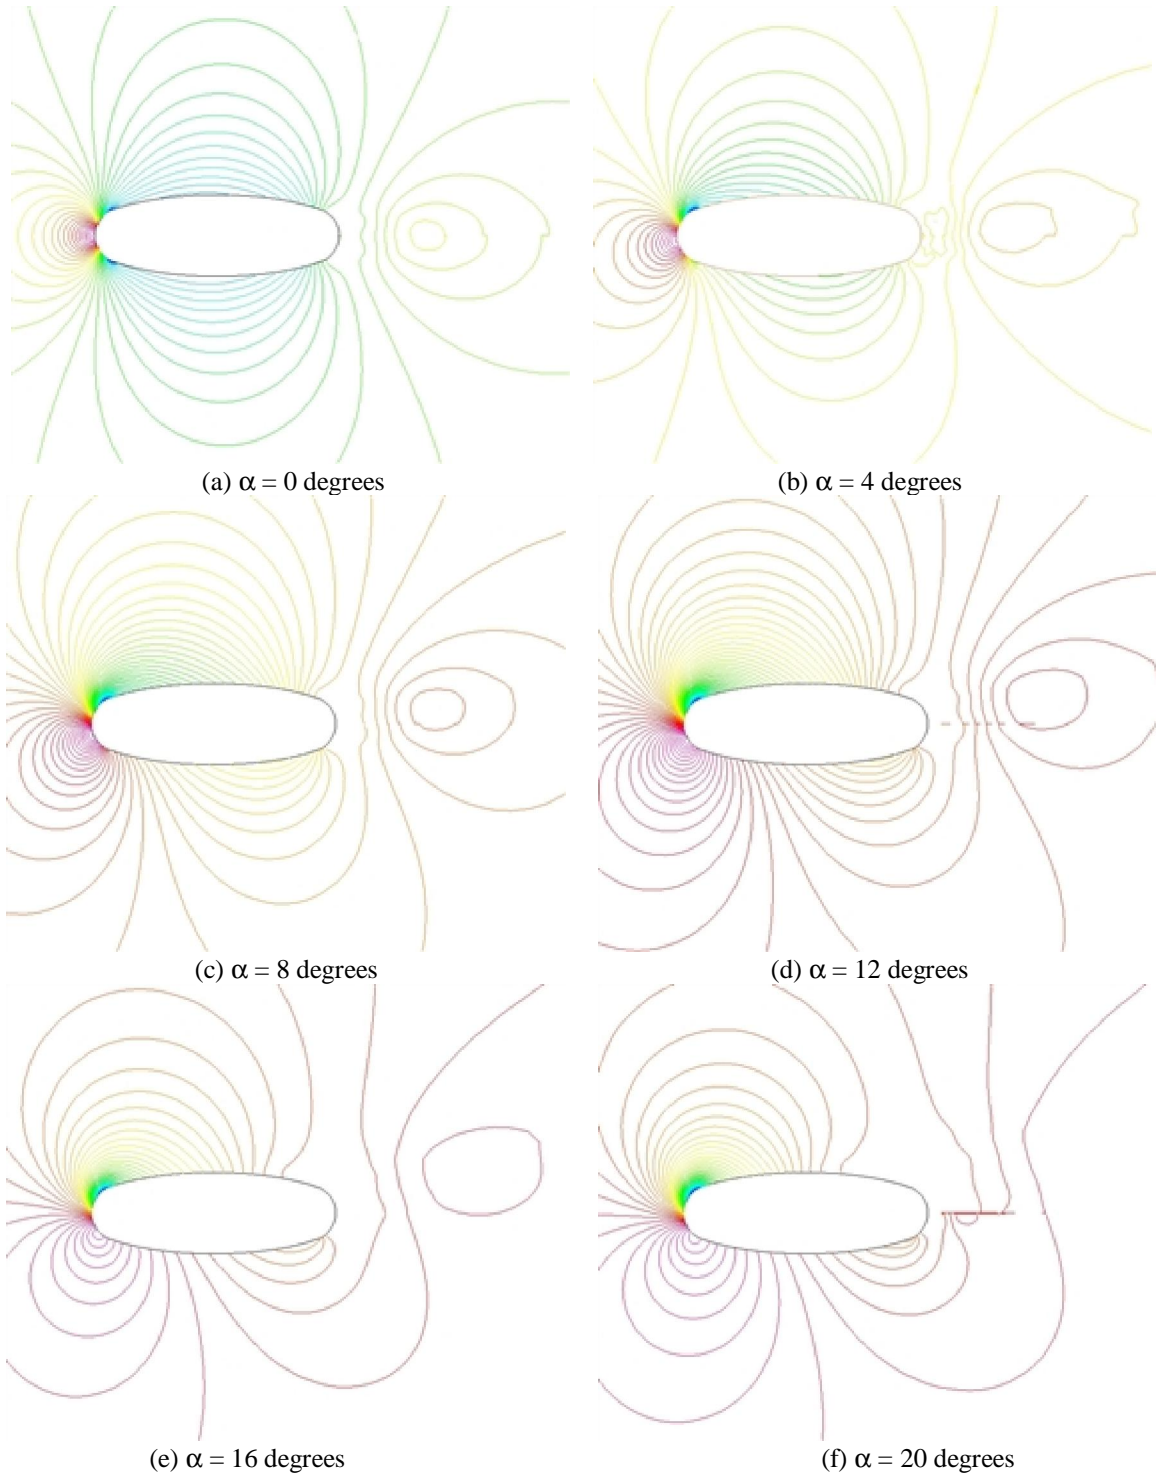 (a) α = 0 degrees
(b) α = 4 degrees
(c) α = 8 degrees
(d) α = 12 degrees
(e) α = 16 degrees
(f) α = 20 degrees